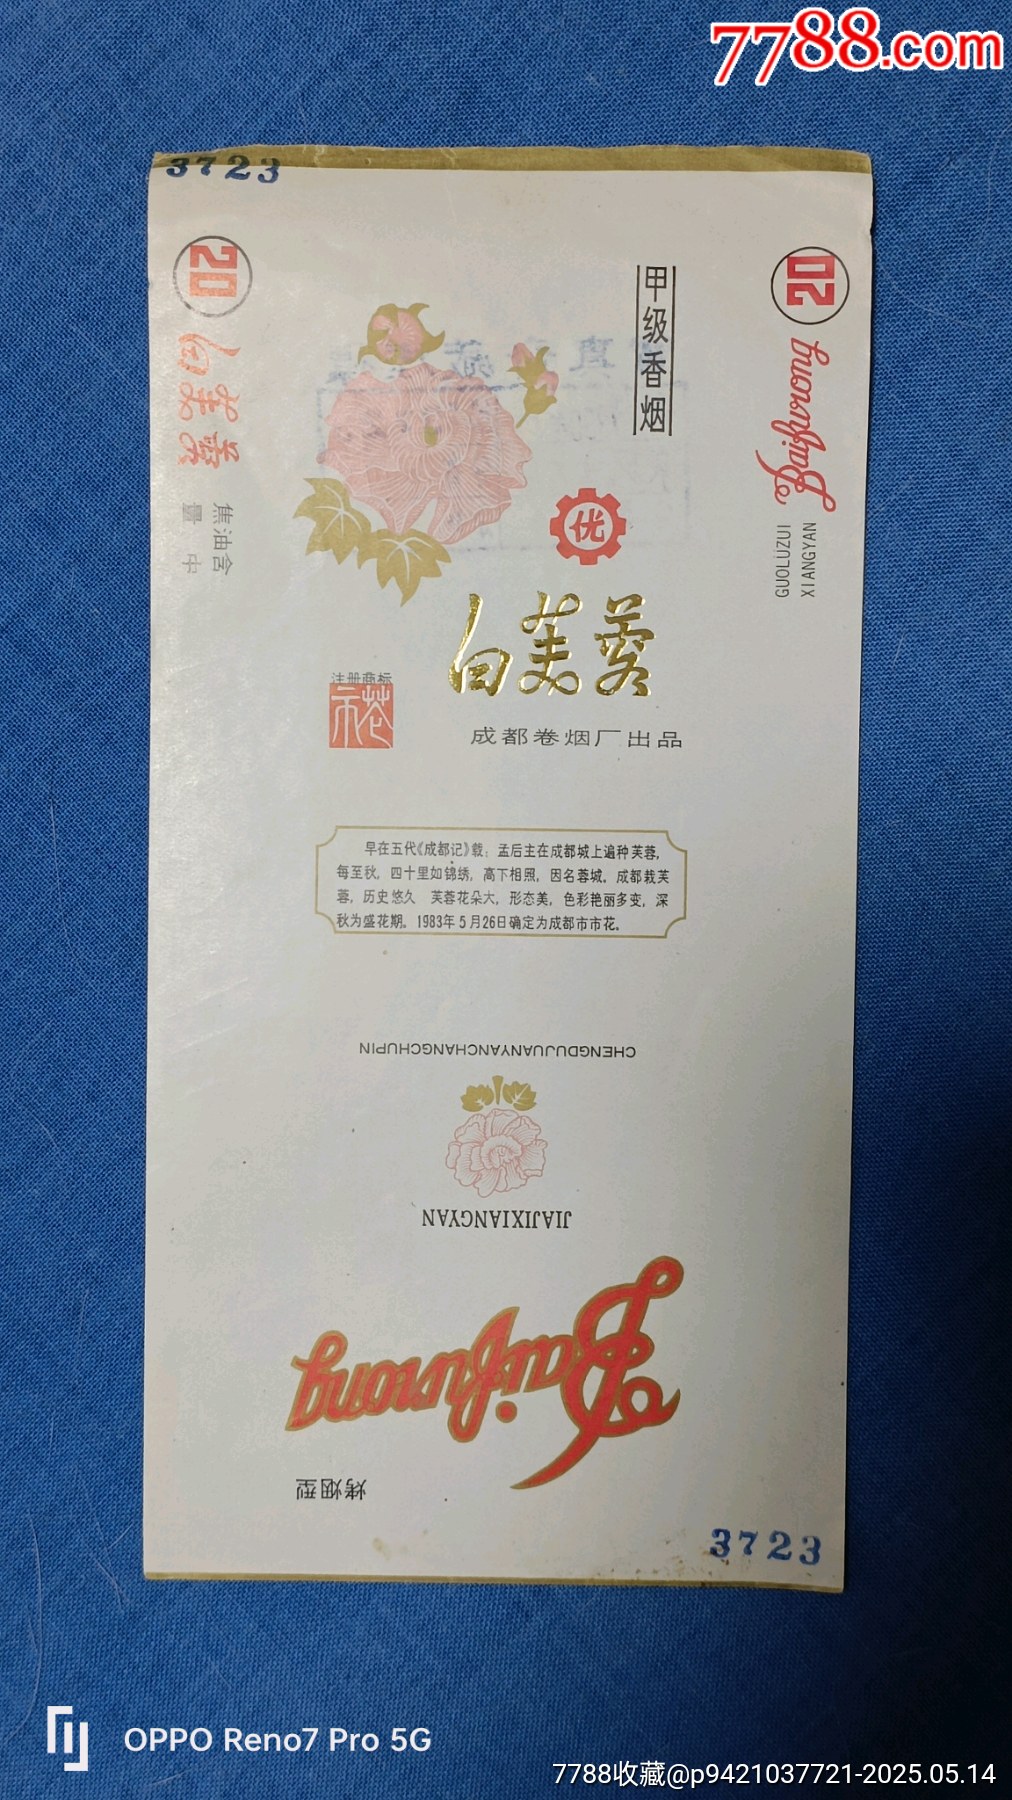 7788.com
3723
20
白芙蓉
焦油含
量 中
甲级香烟
优
20
Baifurong
GUOLUZUI
XIANGYAN
白芙蓉
注册商标
市花
成都卷烟厂出品
早在五代《成都记》载：孟后主在成都城上遍种芙蓉，
每至秋，四十里如锦绣，高下相照，因名蓉城，成都栽芙
蓉，历史悠久 芙蓉花朵大，形态美，色彩艳丽多变，深
秋为盛花期。1983年5月26日确定为成都市市花。
CHENGDUJUANYANCHANGCHUPIN
JIAJIXIANGYAN
Baifurong
烤烟型
3723
OPPO Reno7 Pro 5G
7788收藏@p9421037721-2025.05.14